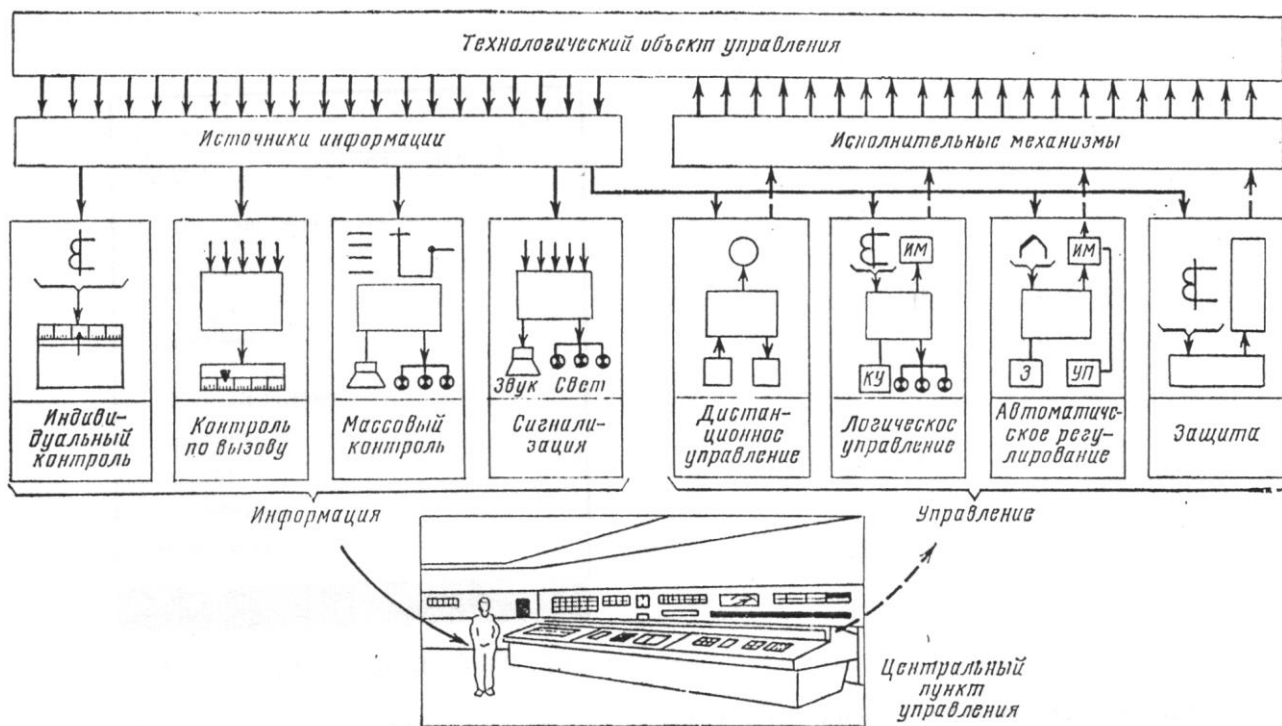 Технологический объект управления
Источники информации
Исполнительные механизмы
ИМ
ИМ
Звук Свет
КУ
З
УП
Индиви-
дуальный
контроль
Контроль
по вызову
Массовый
контроль
Сигнали-
зация
Дистан-
ционное
управление
Логическое
управление
Автоматиче-
ское регу-
лирование
Защита
Информация
Управление
Центральный
пункт
управления